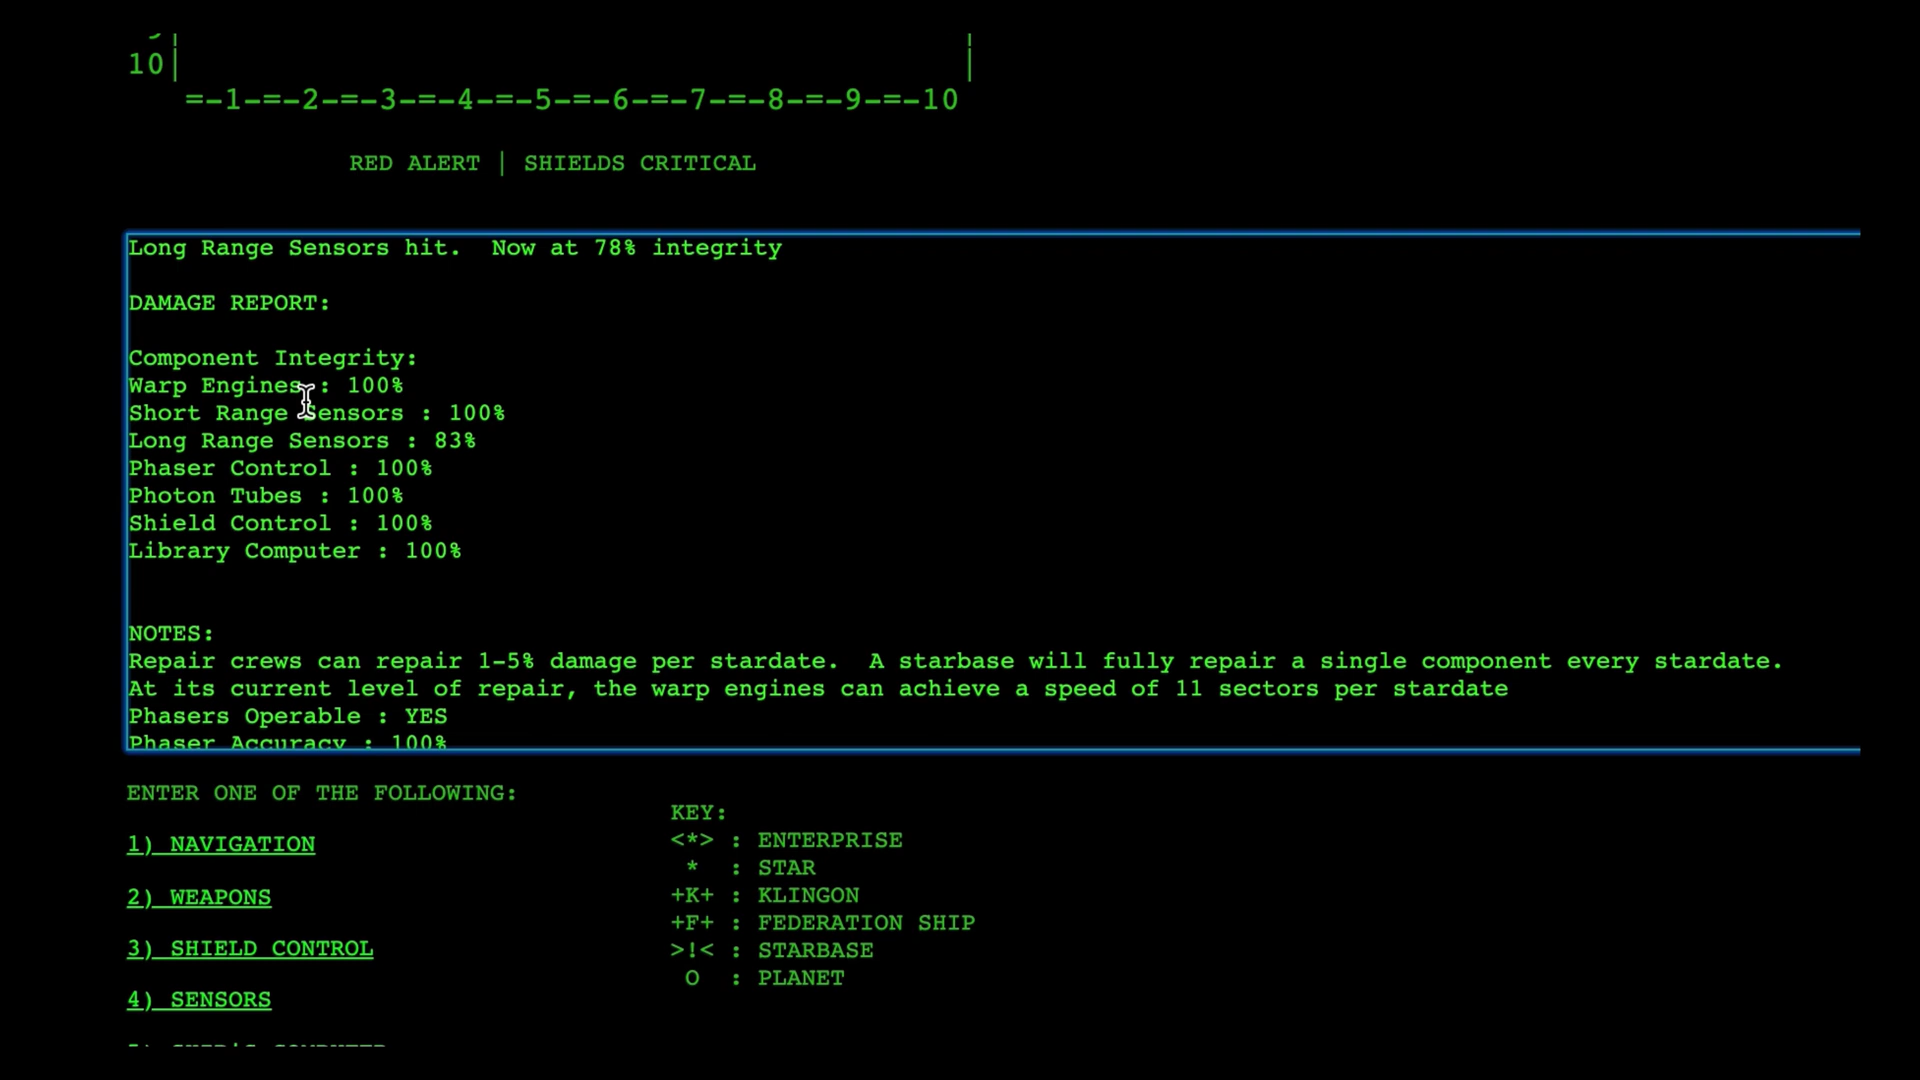 10|                                                       |
=-1-=-2-=-3-=-4-=-5-=-6-=-7-=-8-=-9-=-10
RED ALERT | SHIELDS CRITICAL
Long Range Sensors hit.  Now at 78% integrity
DAMAGE REPORT:
Component Integrity:
Warp Engines : 100%
Short Range Sensors : 100%
Long Range Sensors : 83%
Phaser Control : 100%
Photon Tubes : 100%
Shield Control : 100%
Library Computer : 100%
NOTES:
Repair crews can repair 1-5% damage per stardate.  A starbase will fully repair a single component every stardate.
At its current level of repair, the warp engines can achieve a speed of 11 sectors per stardate
Phasers Operable : YES
Phaser Accuracy : 100%
ENTER ONE OF THE FOLLOWING:
1) NAVIGATION
2) WEAPONS
3) SHIELD CONTROL
4) SENSORS
KEY:
<*> : ENTERPRISE
 *  : STAR
+K+ : KLINGON
+F+ : FEDERATION SHIP
>!< : STARBASE
 O  : PLANET